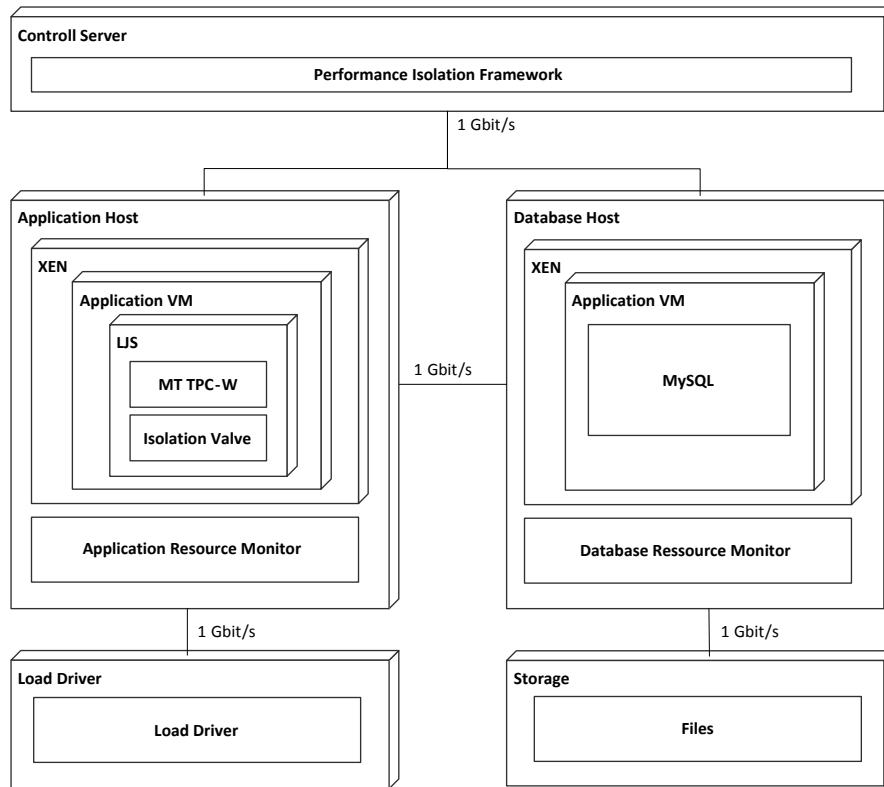 Controll Server
Performance Isolation Framework
1 Gbit/s
Application Host
XEN
Application VM
LJS
MT TPC-W
Isolation Valve
Application Resource Monitor
1 Gbit/s
Database Host
XEN
Application VM
MySQL
Database Ressource Monitor
1 Gbit/s
Load Driver
Load Driver
1 Gbit/s
Storage
Files